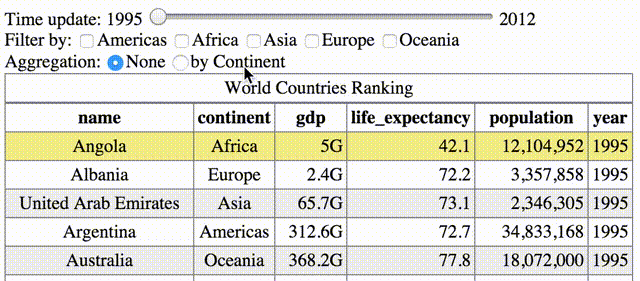 Time update: 1995 2012
Filter by: Americas Africa Asia Europe Oceania
Aggregation: None by Continent
World Countries Ranking
name continent gdp life_expectancy population year
Angola Africa 5G 42.1 12,104,952 1995
Albania Europe 2.4G 72.2 3,357,858 1995
United Arab Emirates Asia 65.7G 73.1 2,346,305 1995
Argentina Americas 312.6G 72.7 34,833,168 1995
Australia Oceania 368.2G 77.8 18,072,000 1995